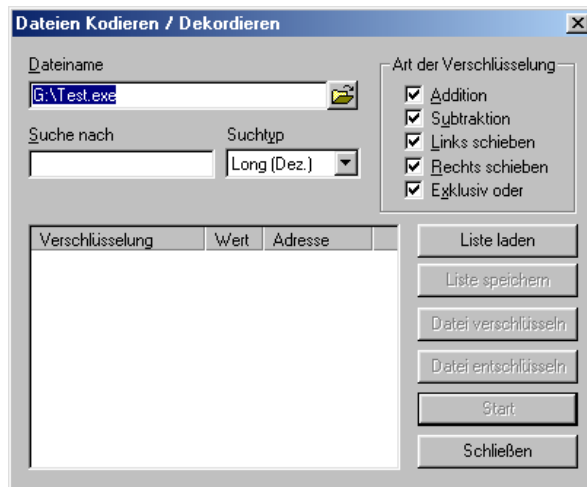 Dateien Kodieren / Dekordieren
Dateiname
G:\Test.exe
Suche nach
Suchtyp
Long (Dez.)
Art der Verschlüsselung
Addition
Subtraktion
Links schieben
Rechts schieben
Exklusiv oder
Verschlüsselung Wert Adresse
Liste laden
Liste speichern
Datei verschlüsseln
Datei entschlüsseln
Start
Schließen